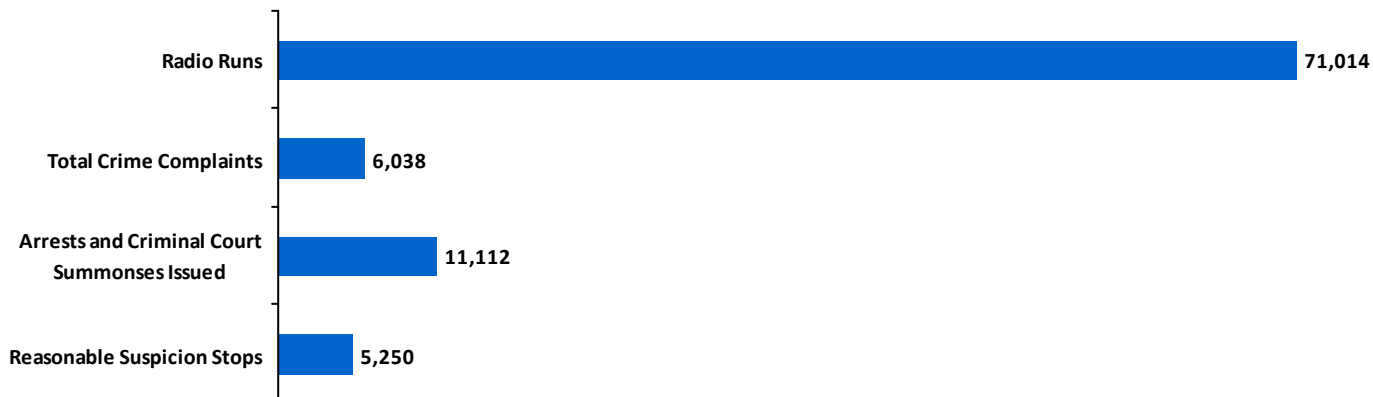 Radio Runs
71,014
Total Crime Complaints
6,038
Arrests and Criminal Court
Summonses Issued
11,112
Reasonable Suspicion Stops
5,250